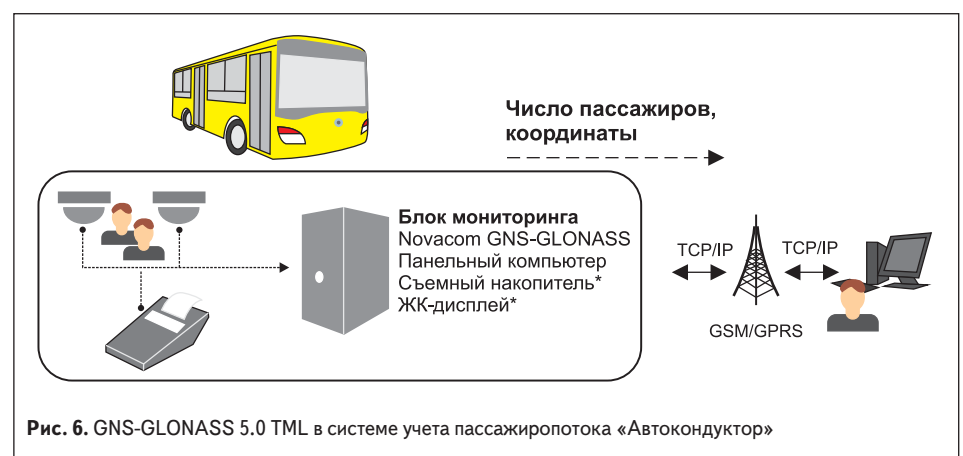 Число пассажиров,
координаты
Блок мониторинга
Novacom GNS-GLONASS
Панельный компьютер
Съемный накопитель*
ЖК-дисплей*
TCP/IP
TCP/IP
GSM/GPRS
Рис. 6. GNS-GLONASS 5.0 TML в системе учета пассажиропотока «Автокондуктор»